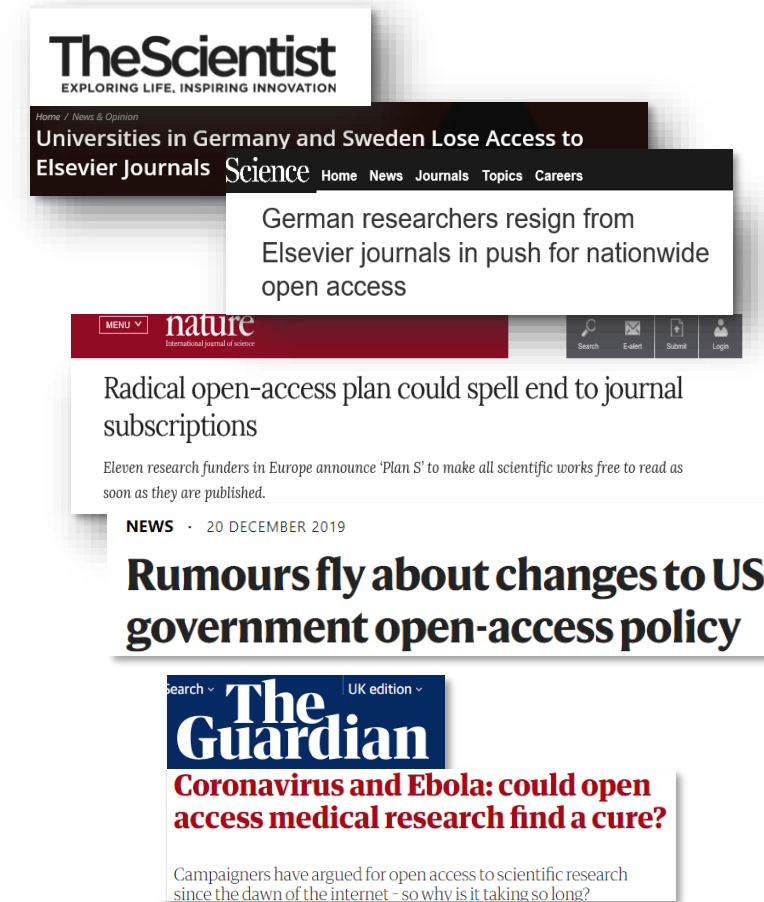 TheScientist
EXPLORING LIFE, INSPIRING INNOVATION
Home / News & Opinion
Universities in Germany and Sweden Lose Access to
Elsevier Journals
Science Home News Journals Topics Careers
German researchers resign from
Elsevier journals in push for nationwide
open access
MENU
nature
International journal of science
Search E-alert Submit Login
Radical open-access plan could spell end to journal
subscriptions
Eleven research funders in Europe announce ‘Plan S’ to make all scientific works free to read as
soon as they are published.
NEWS · 20 DECEMBER 2019
Rumours fly about changes to US
government open-access policy
Search UK edition
The
Guardian
Coronavirus and Ebola: could open
access medical research find a cure?
Campaigners have argued for open access to scientific research
since the dawn of the internet – so why is it taking so long?